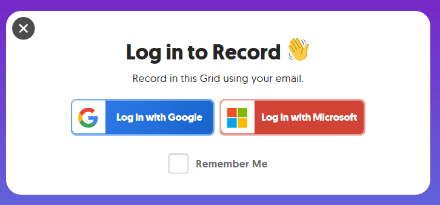 Log in to Record 👋
Record in this Grid using your email.
Log in with Google
Log in with Microsoft
Remember Me